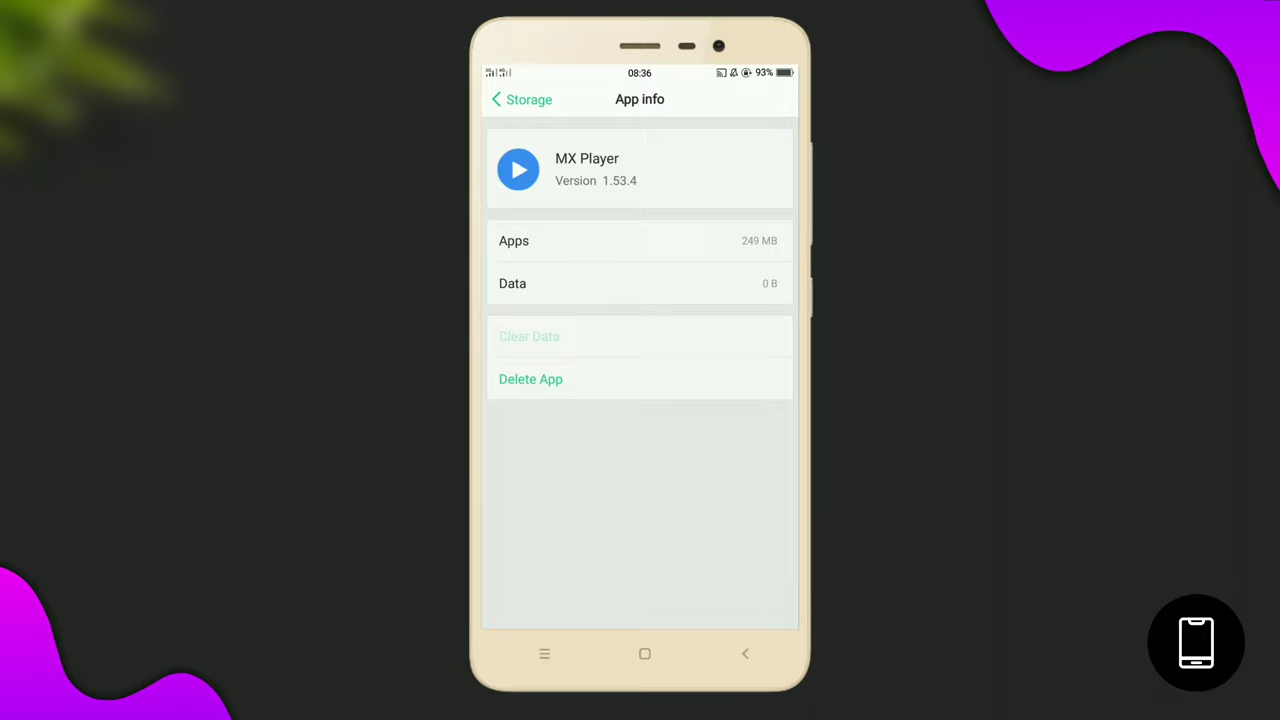 08:36
93%
Storage
App info
MX Player
Version 1.53.4
Apps
249 MB
Data
0 B
Clear Data
Delete App